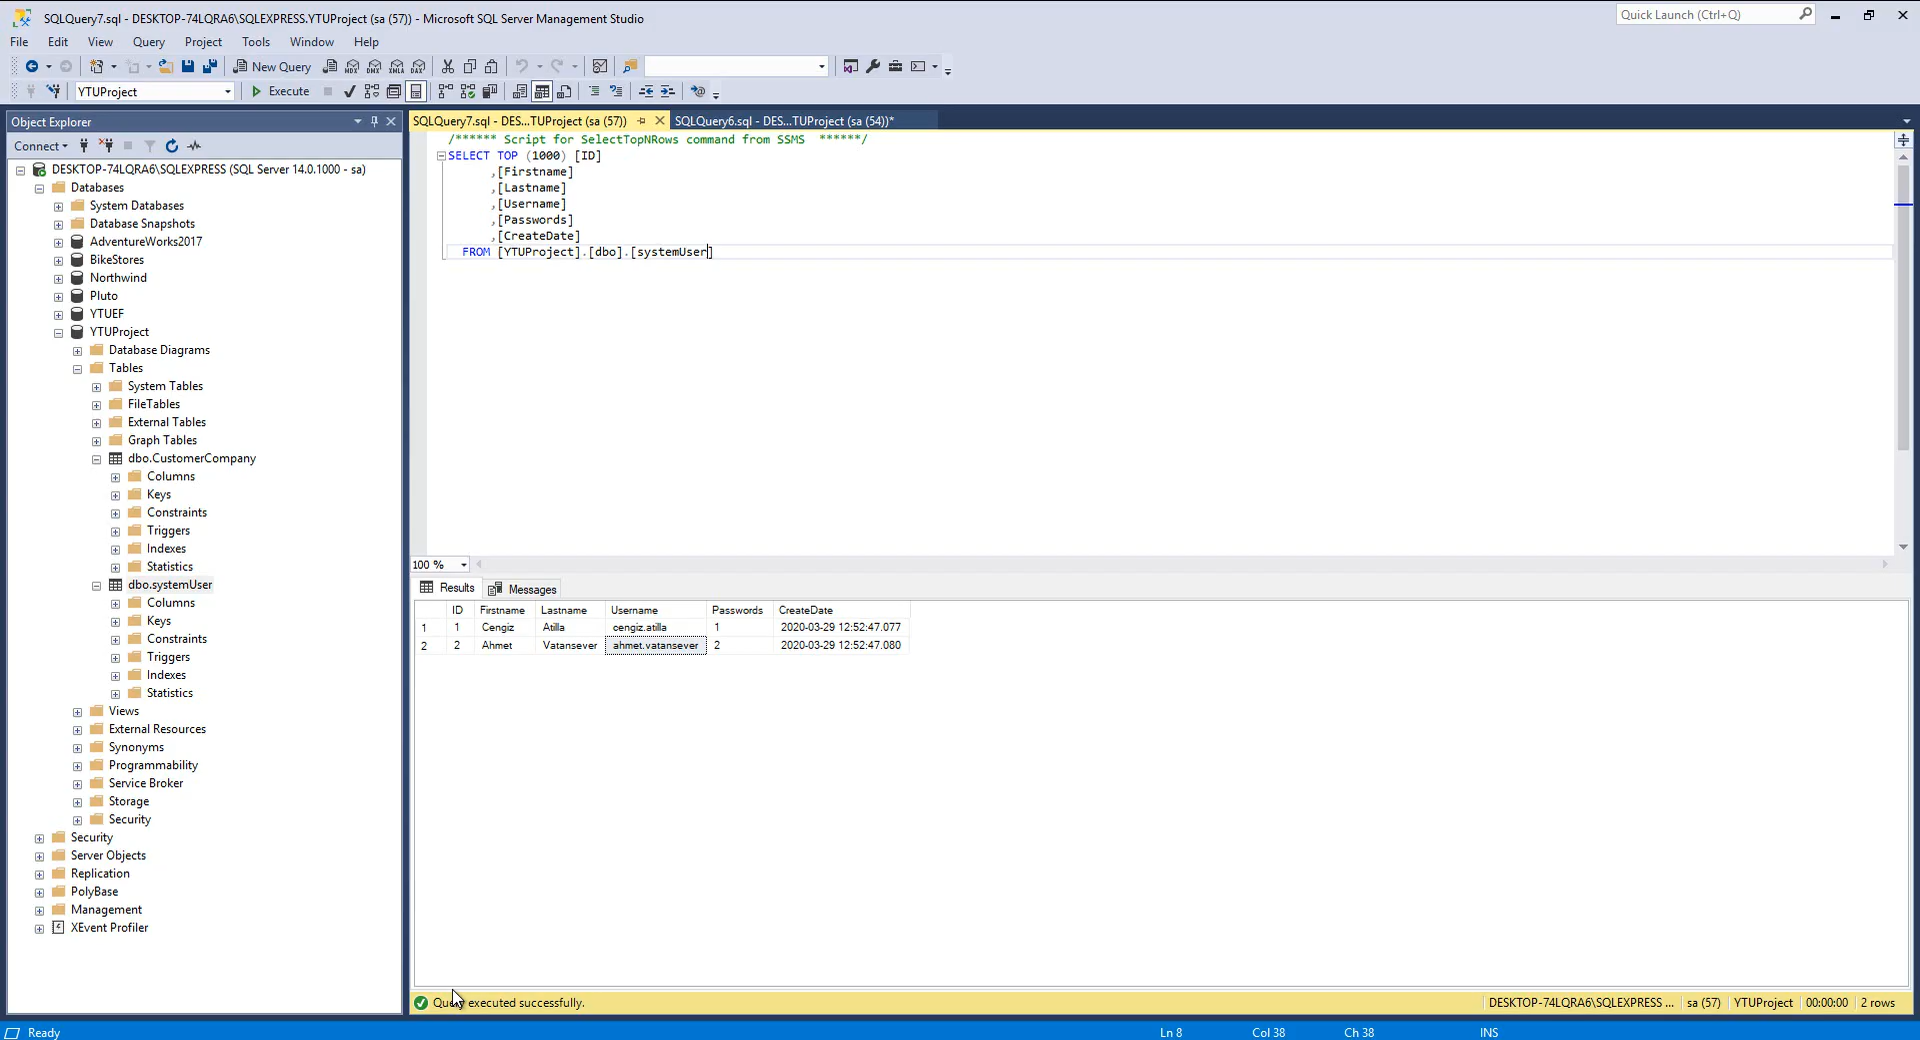 SQLQuery7.sql - DESKTOP-74LQRA6\SQLEXPRESS.YTUProject (sa (57)) - Microsoft SQL Server Management Studio
Quick Launch (Ctrl+Q)
File Edit View Query Project Tools Window Help
New Query
MDX DMX XMLA DAX
YTUProject
Execute
Object Explorer
SQLQuery7.sql - DES...TUProject (sa (57))
SQLQuery6.sql - DES...TUProject (sa (54))*
Connect
DESKTOP-74LQRA6\SQLEXPRESS (SQL Server 14.0.1000 - sa)
Databases
System Databases
Database Snapshots
AdventureWorks2017
BikeStores
Northwind
Pluto
YTUEF
YTUProject
Database Diagrams
Tables
System Tables
FileTables
External Tables
Graph Tables
dbo.CustomerCompany
Columns
Keys
Constraints
Triggers
Indexes
Statistics
dbo.systemUser
Columns
Keys
Constraints
Triggers
Indexes
Statistics
Views
External Resources
Synonyms
Programmability
Service Broker
Storage
Security
Security
Server Objects
Replication
PolyBase
Management
XEvent Profiler
/****** Script for SelectTopNRows command from SSMS ******/
SELECT TOP (1000) [ID]
,[Firstname]
,[Lastname]
,[Username]
,[Passwords]
,[CreateDate]
FROM [YTUProject].[dbo].[systemUser]
100 %
Results Messages
ID Firstname Lastname Username Passwords CreateDate
1 1 Cengiz Atilla cengiz.atilla 1 2020-03-29 12:52:47.077
2 2 Ahmet Vatansever ahmet.vatansever 2 2020-03-29 12:52:47.080
Query executed successfully.
DESKTOP-74LQRA6\SQLEXPRESS ... sa (57) YTUProject 00:00:00 2 rows
Ready
Ln 8 Col 38 Ch 38 INS